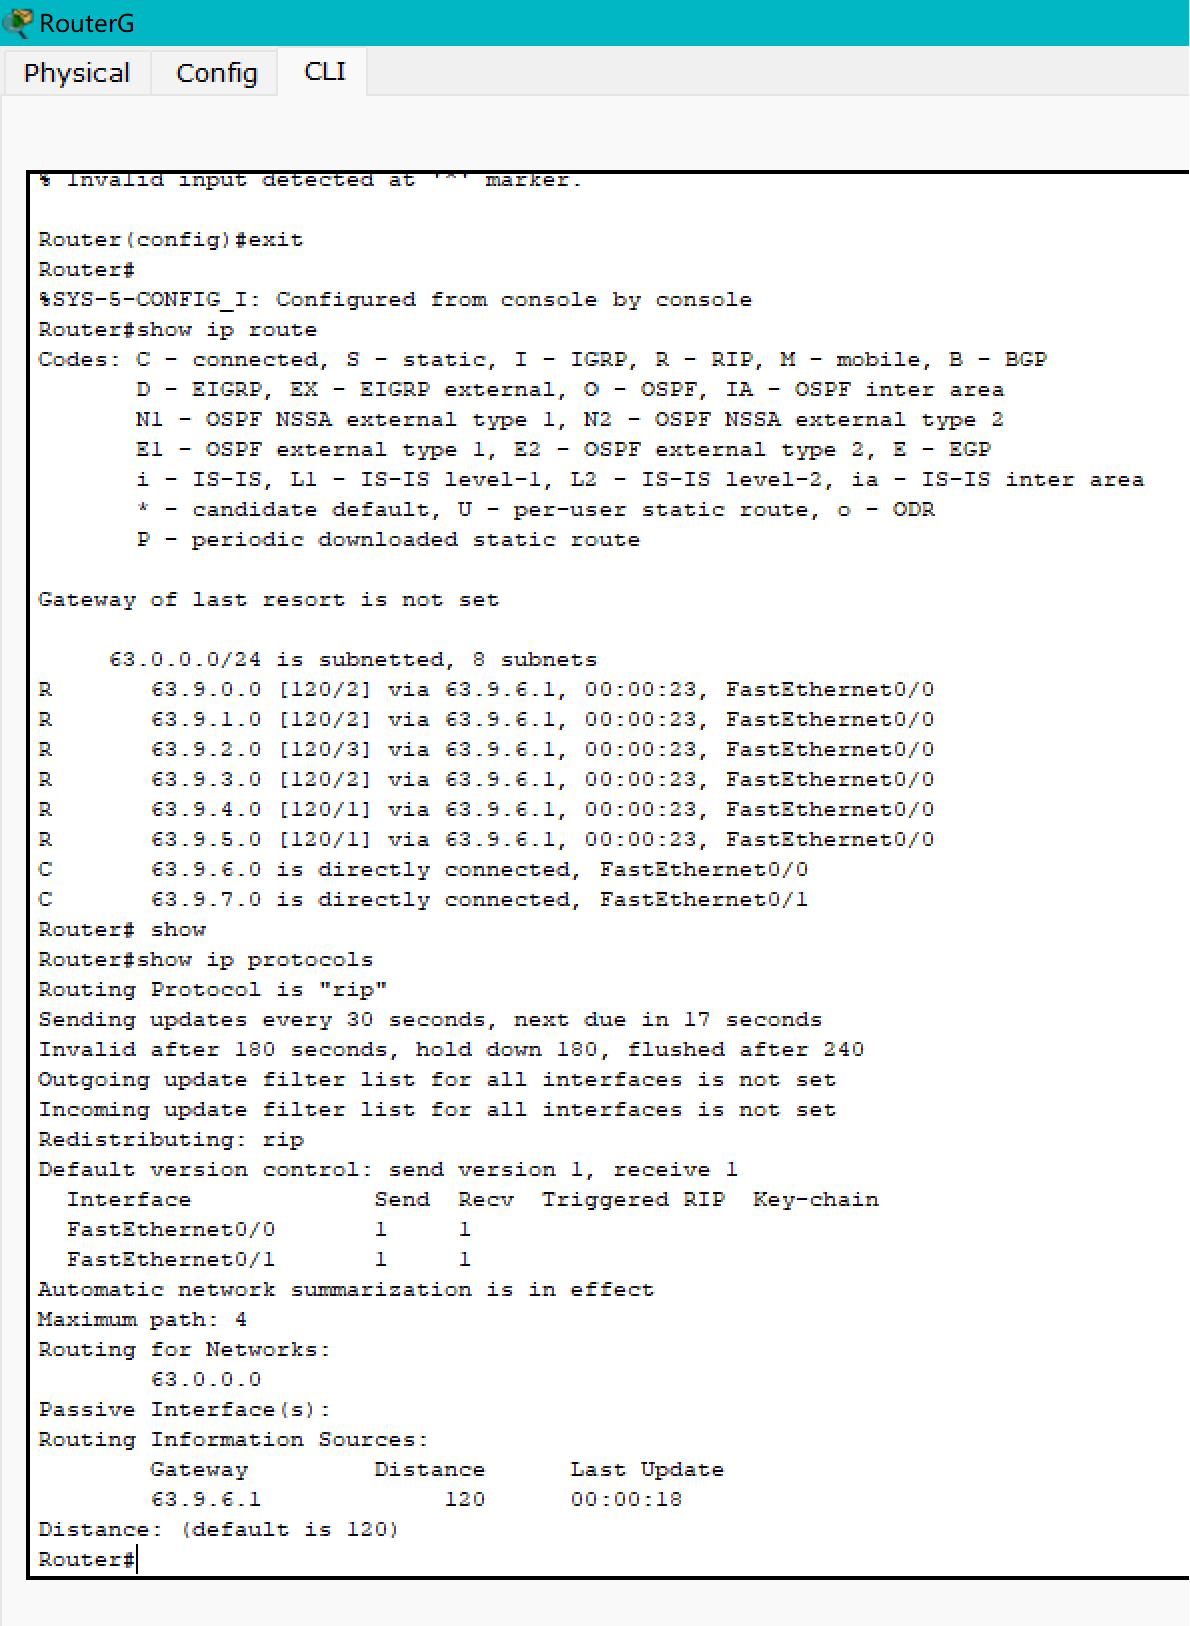 RouterG
Physical Config CLI
% Invalid input detected at '^' marker.
Router(config)#exit
Router#
%SYS-5-CONFIG_I: Configured from console by console
Router#show ip route
Codes: C - connected, S - static, I - IGRP, R - RIP, M - mobile, B - BGP
D - EIGRP, EX - EIGRP external, O - OSPF, IA - OSPF inter area
N1 - OSPF NSSA external type 1, N2 - OSPF NSSA external type 2
E1 - OSPF external type 1, E2 - OSPF external type 2, E - EGP
i - IS-IS, L1 - IS-IS level-1, L2 - IS-IS level-2, ia - IS-IS inter area
* - candidate default, U - per-user static route, o - ODR
P - periodic downloaded static route
Gateway of last resort is not set
63.0.0.0/24 is subnetted, 8 subnets
R 63.9.0.0 [120/2] via 63.9.6.1, 00:00:23, FastEthernet0/0
R 63.9.1.0 [120/2] via 63.9.6.1, 00:00:23, FastEthernet0/0
R 63.9.2.0 [120/3] via 63.9.6.1, 00:00:23, FastEthernet0/0
R 63.9.3.0 [120/2] via 63.9.6.1, 00:00:23, FastEthernet0/0
R 63.9.4.0 [120/1] via 63.9.6.1, 00:00:23, FastEthernet0/0
R 63.9.5.0 [120/1] via 63.9.6.1, 00:00:23, FastEthernet0/0
C 63.9.6.0 is directly connected, FastEthernet0/0
C 63.9.7.0 is directly connected, FastEthernet0/1
Router# show
Router#show ip protocols
Routing Protocol is "rip"
Sending updates every 30 seconds, next due in 17 seconds
Invalid after 180 seconds, hold down 180, flushed after 240
Outgoing update filter list for all interfaces is not set
Incoming update filter list for all interfaces is not set
Redistributing: rip
Default version control: send version 1, receive 1
Interface Send Recv Triggered RIP Key-chain
FastEthernet0/0 1 1
FastEthernet0/1 1 1
Automatic network summarization is in effect
Maximum path: 4
Routing for Networks:
63.0.0.0
Passive Interface(s):
Routing Information Sources:
Gateway Distance Last Update
63.9.6.1 120 00:00:18
Distance: (default is 120)
Router#